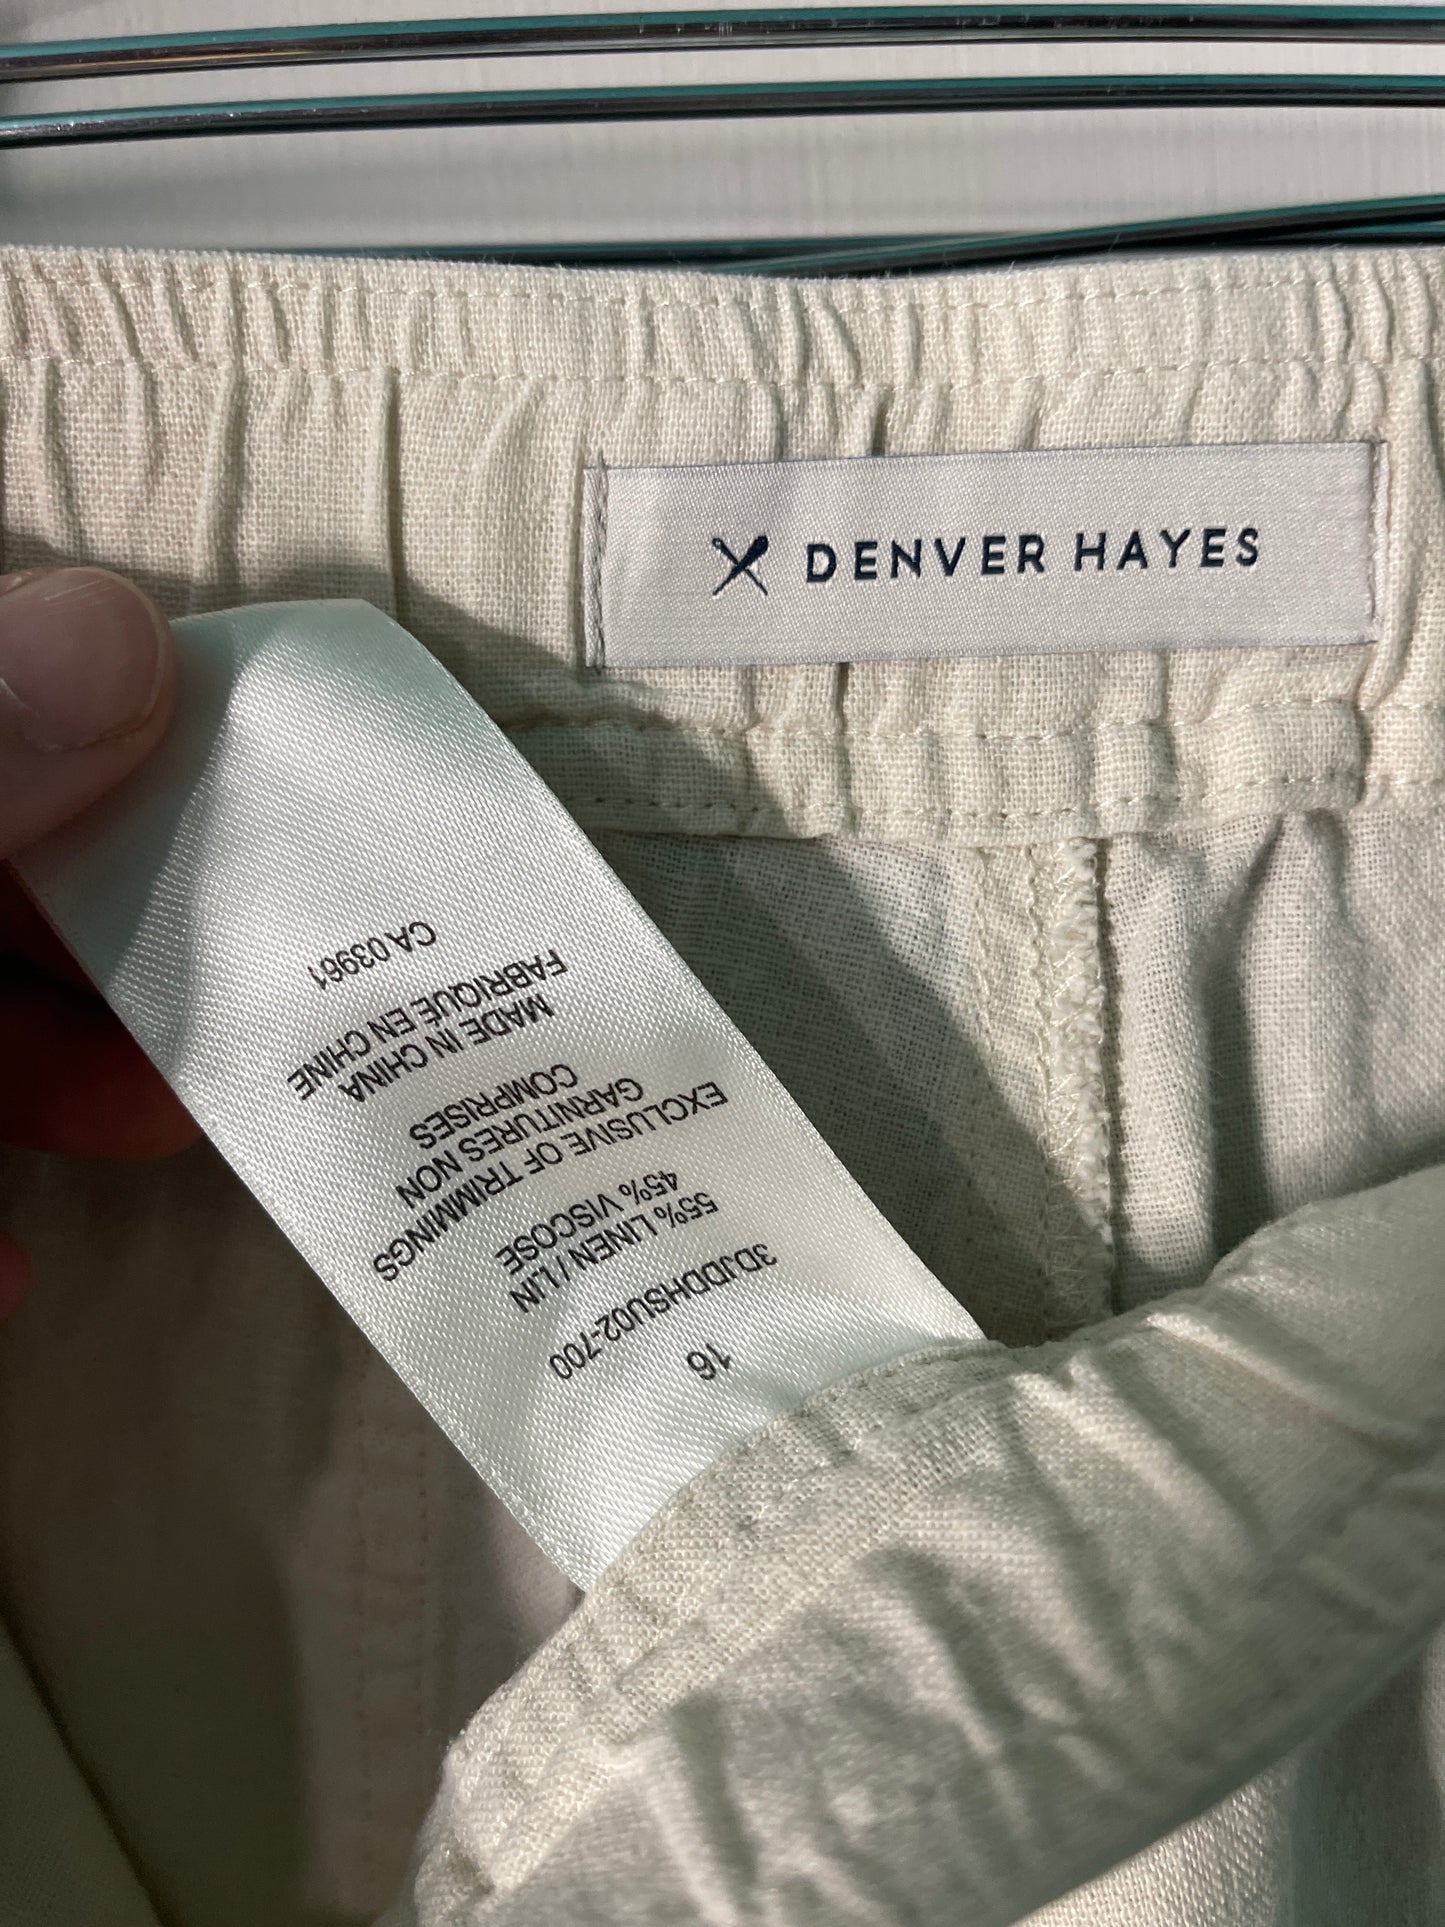 DENVER HAYES
16
3DJDDHSU02-700
55% LINEN / LIN
45% VISCOSE
EXCLUSIVE OF TRIMMINGS
GARNITURES NON
COMPRISES
MADE IN CHINA
FABRIQUÉ EN CHINE
CA 03961